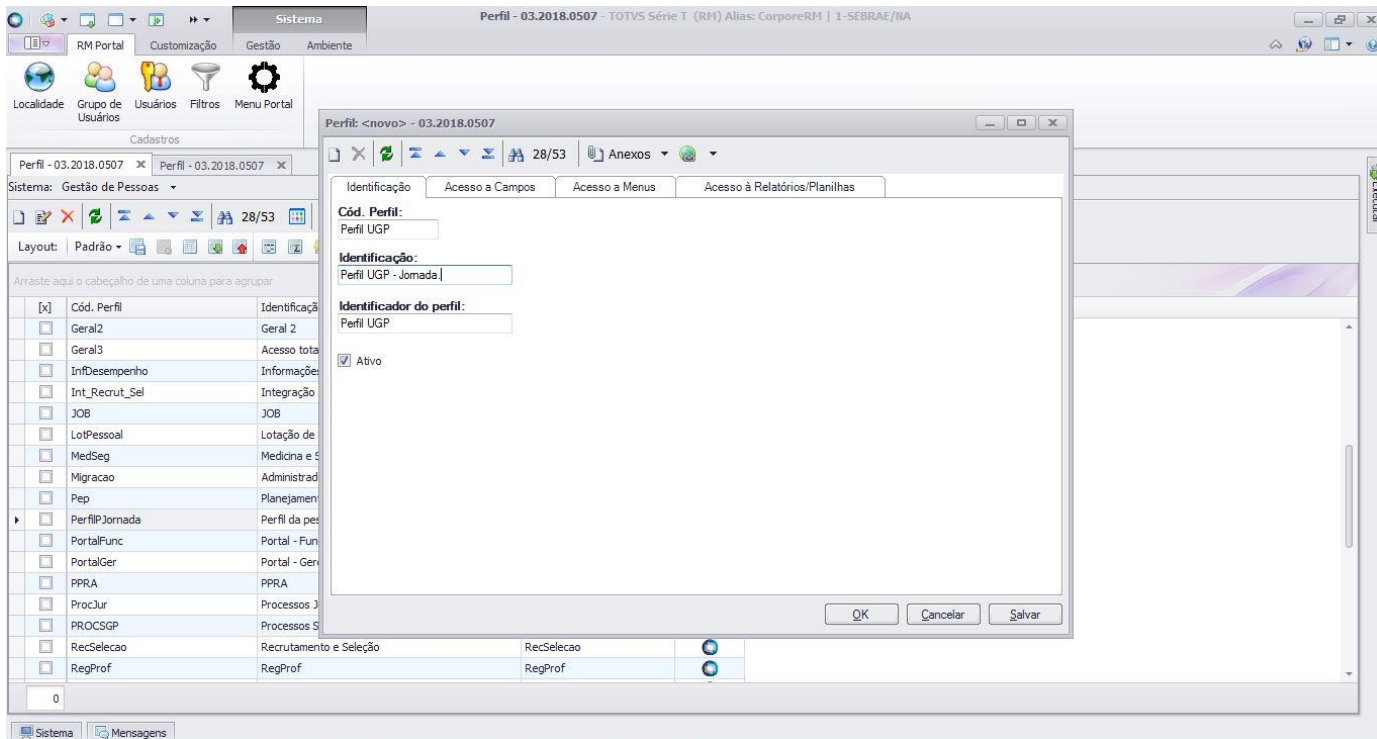 Sistema
Perfil - 03.2018.0507 - TOTVS Série T (RM) Alias: CorporeRM | 1-SEBRAE/NA
RM Portal Customização Gestão Ambiente
Localidade Grupo de Usuários Usuários Filtros Menu Portal
Cadastros
Perfil - 03.2018.0507 Perfil - 03.2018.0507
Sistema: Gestão de Pessoas
28/53
Layout: Padrão
Arraste aqui o cabeçalho de uma coluna para agrupar
[x] Cód. Perfil Identificaçã
Geral2 Geral 2
Geral3 Acesso tota
InfDesempenho Informaçõe
Int_Recrut_Sel Integração
JOB JOB
LotPessoal Lotação de
MedSeg Medicina e S
Migracao Administrad
Pep Planejamen
PerfilPJornada Perfil da pes
PortalFunc Portal - Fun
PortalGer Portal - Ger
PPRA PPRA
ProcJur Processos J
PROCSGP Processos S
RecSelecao Recrutamento e Seleção RecSelecao
RegProf RegProf RegProf
0
Sistema Mensagens
Perfil: <novo> - 03.2018.0507
28/53 Anexos
Identificação Acesso a Campos Acesso a Menus Acesso à Relatórios/Planilhas
Cód. Perfil:
Perfil UGP
Identificação:
Perfil UGP - Jornada.
Identificador do perfil:
Perfil UGP
Ativo
OK Cancelar Salvar
Executar